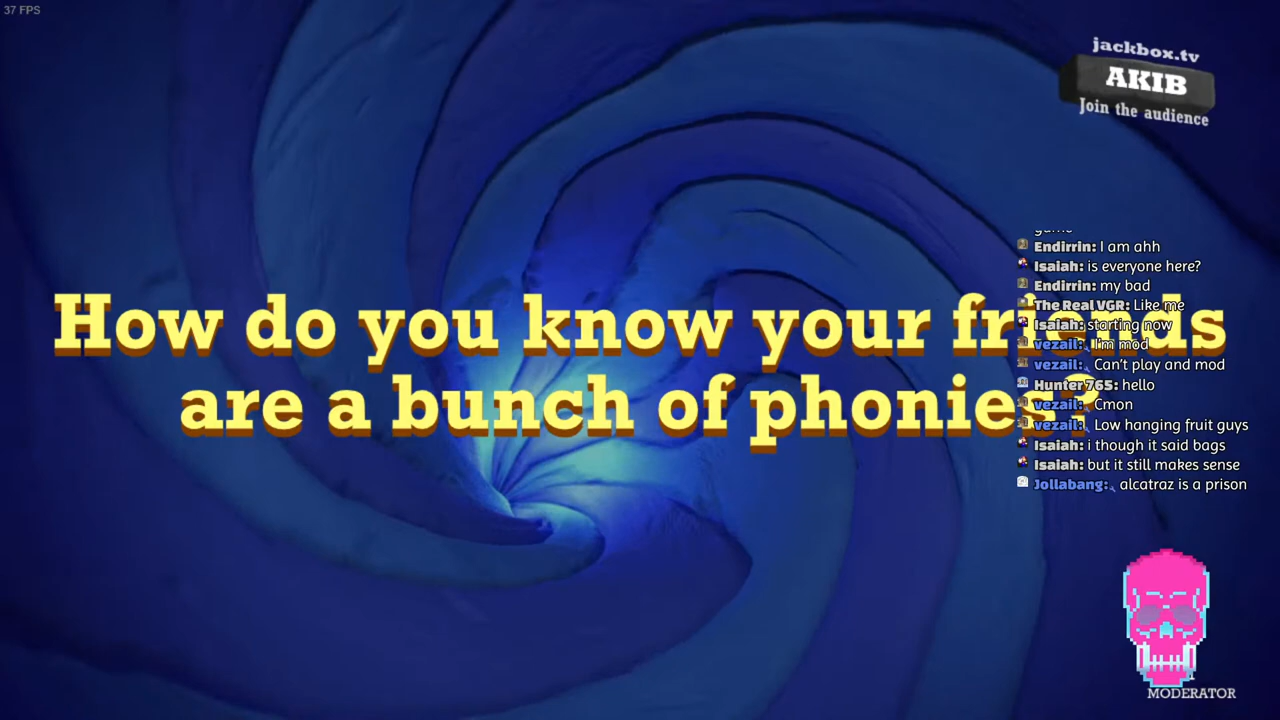 37 FPS
jackbox.tv
AKIB
Join the audience
How do you know your friends
are a bunch of phonies?
game
Endirrin: I am ahh
Isaiah: is everyone here?
Endirrin: my bad
The Real VGR: Like me
Isaiah: starting now
vezail: I'm mod
vezail: Can't play and mod
Hunter 765: hello
vezail: Cmon
vezail: Low hanging fruit guys
Isaiah: i though it said bags
Isaiah: but it still makes sense
Jollabang: alcatraz is a prison
MODERATOR